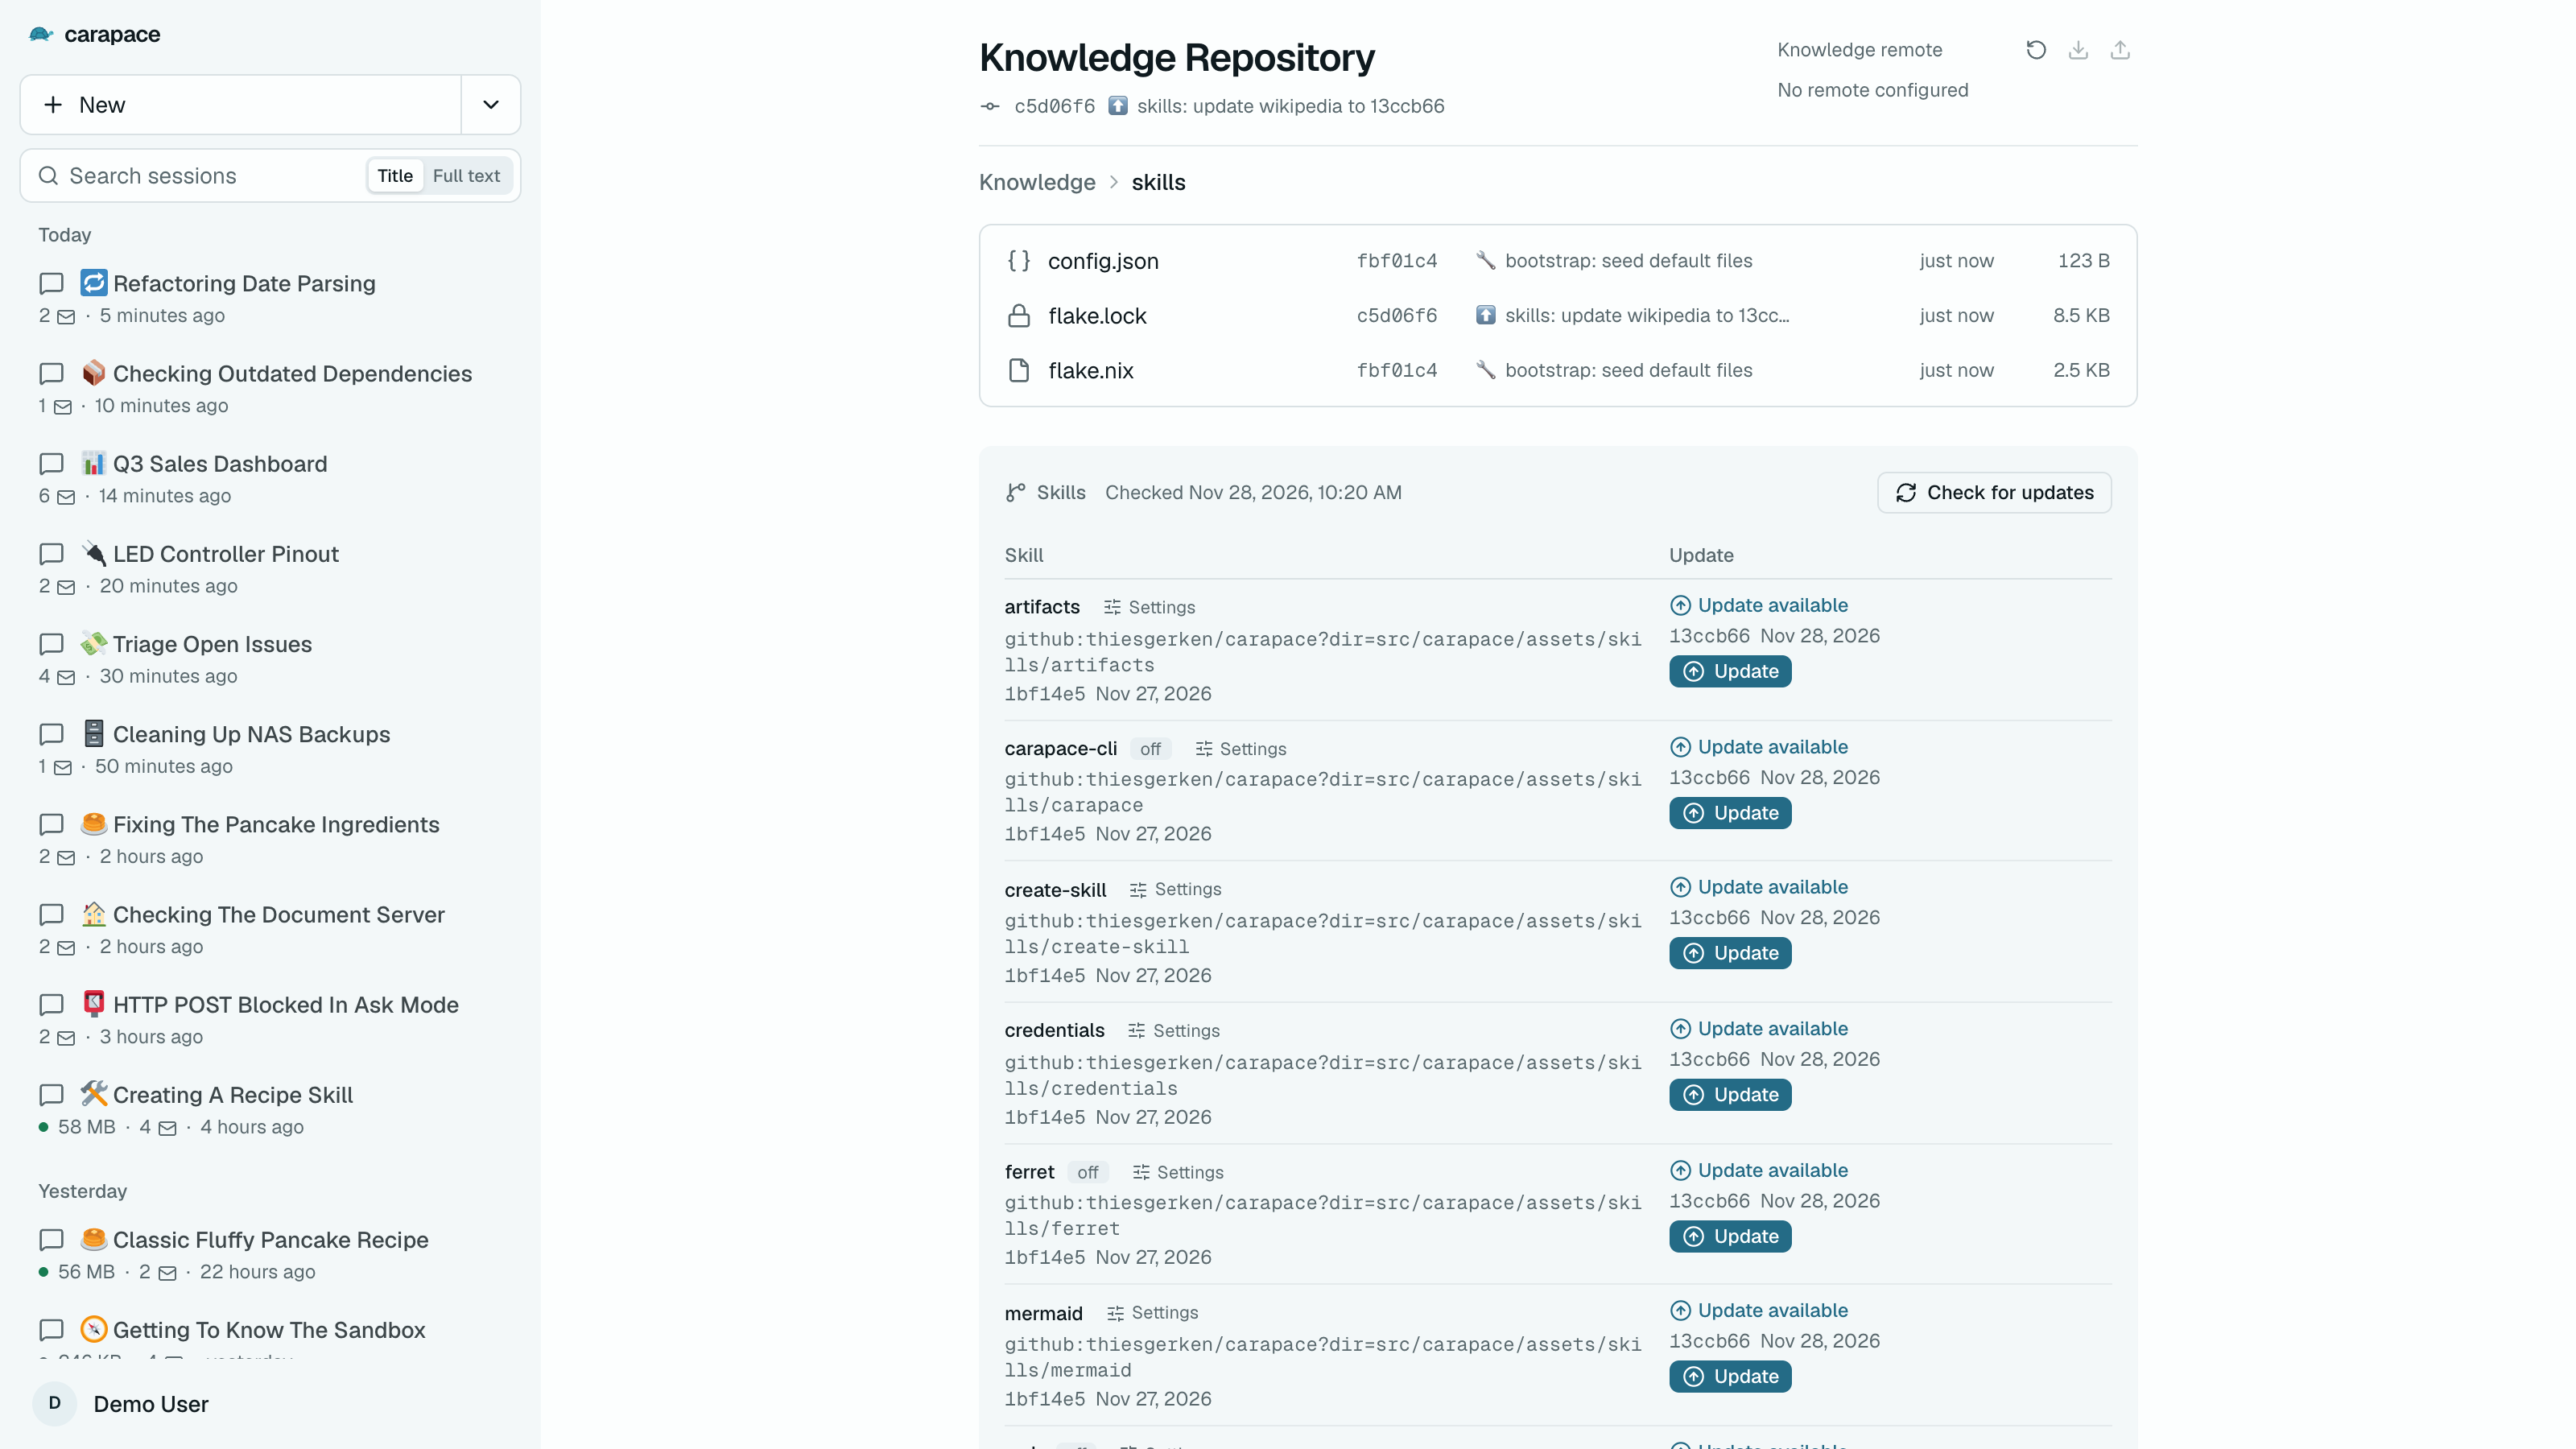 carapace
New
Search sessions
Title
Full text
Today
Refactoring Date Parsing
2 · 5 minutes ago
Checking Outdated Dependencies
1 · 10 minutes ago
Q3 Sales Dashboard
6 · 14 minutes ago
LED Controller Pinout
2 · 20 minutes ago
Triage Open Issues
4 · 30 minutes ago
Cleaning Up NAS Backups
1 · 50 minutes ago
Fixing The Pancake Ingredients
2 · 2 hours ago
Checking The Document Server
2 · 2 hours ago
HTTP POST Blocked In Ask Mode
2 · 3 hours ago
Creating A Recipe Skill
58 MB · 4 · 4 hours ago
Yesterday
Classic Fluffy Pancake Recipe
56 MB · 2 · 22 hours ago
Getting To Know The Sandbox
D
Demo User
Knowledge Repository
c5d06f6 skills: update wikipedia to 13ccb66
Knowledge remote
No remote configured
Knowledge > skills
config.json fbf01c4 bootstrap: seed default files just now 123 B
flake.lock c5d06f6 skills: update wikipedia to 13cc... just now 8.5 KB
flake.nix fbf01c4 bootstrap: seed default files just now 2.5 KB
Skills Checked Nov 28, 2026, 10:20 AM
Check for updates
Skill Update
artifacts Settings
github:thiesgerken/carapace?dir=src/carapace/assets/ski
lls/artifacts
1bf14e5 Nov 27, 2026
Update available
13ccb66 Nov 28, 2026
Update
carapace-cli off Settings
github:thiesgerken/carapace?dir=src/carapace/assets/ski
lls/carapace
1bf14e5 Nov 27, 2026
Update available
13ccb66 Nov 28, 2026
Update
create-skill Settings
github:thiesgerken/carapace?dir=src/carapace/assets/ski
lls/create-skill
1bf14e5 Nov 27, 2026
Update available
13ccb66 Nov 28, 2026
Update
credentials Settings
github:thiesgerken/carapace?dir=src/carapace/assets/ski
lls/credentials
1bf14e5 Nov 27, 2026
Update available
13ccb66 Nov 28, 2026
Update
ferret off Settings
github:thiesgerken/carapace?dir=src/carapace/assets/ski
lls/ferret
1bf14e5 Nov 27, 2026
Update available
13ccb66 Nov 28, 2026
Update
mermaid Settings
github:thiesgerken/carapace?dir=src/carapace/assets/ski
lls/mermaid
1bf14e5 Nov 27, 2026
Update available
13ccb66 Nov 28, 2026
Update